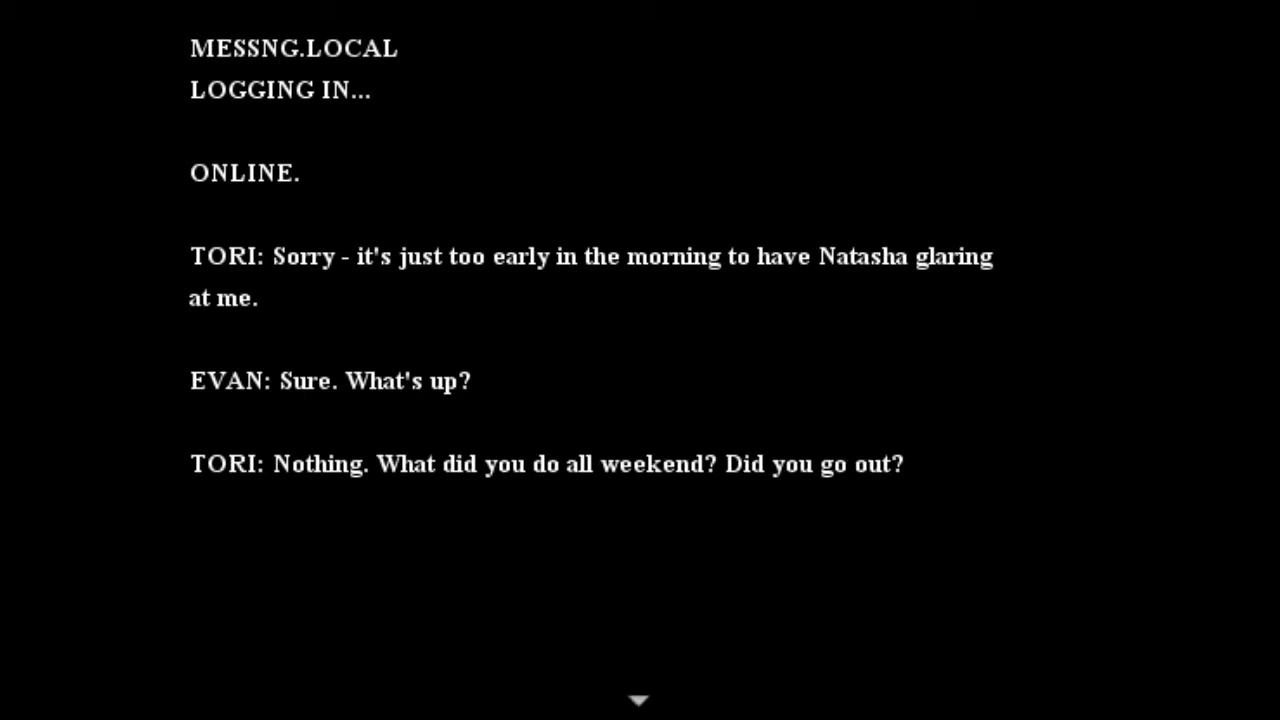 MESSNG.LOCAL
LOGGING IN...
ONLINE.
TORI: Sorry - it's just too early in the morning to have Natasha glaring
at me.
EVAN: Sure. What's up?
TORI: Nothing. What did you do all weekend? Did you go out?